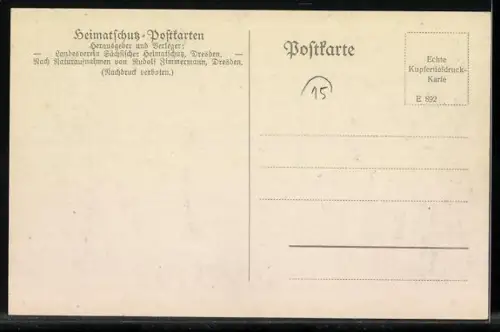 Heimatschutz-Postkarten
Herausgeber und Verleger:
— Landesverein Sächsischer Heimatschutz, Dresden. —
Nach Naturaufnahmen von Rudolf Zimmermann, Dresden.
(Nachdruck verboten.)
Postkarte
15
Echte
Kupfertiefdruck-
Karte
E 892